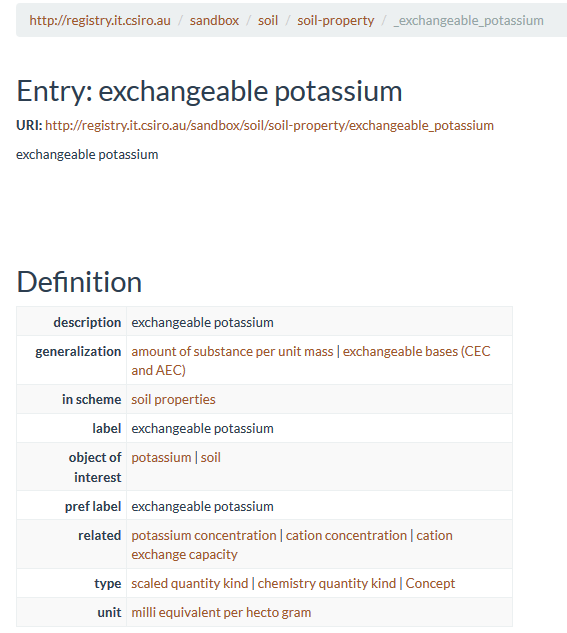 http://registry.it.csiro.au / sandbox / soil / soil-property / _exchangeable_potassium
Entry: exchangeable potassium
URI: http://registry.it.csiro.au/sandbox/soil/soil-property/exchangeable_potassium
exchangeable potassium
Definition
description exchangeable potassium
generalization amount of substance per unit mass | exchangeable bases (CEC
and AEC)
in scheme soil properties
label exchangeable potassium
object of potassium | soil
interest
pref label exchangeable potassium
related potassium concentration | cation concentration | cation
exchange capacity
type scaled quantity kind | chemistry quantity kind | Concept
unit milli equivalent per hecto gram